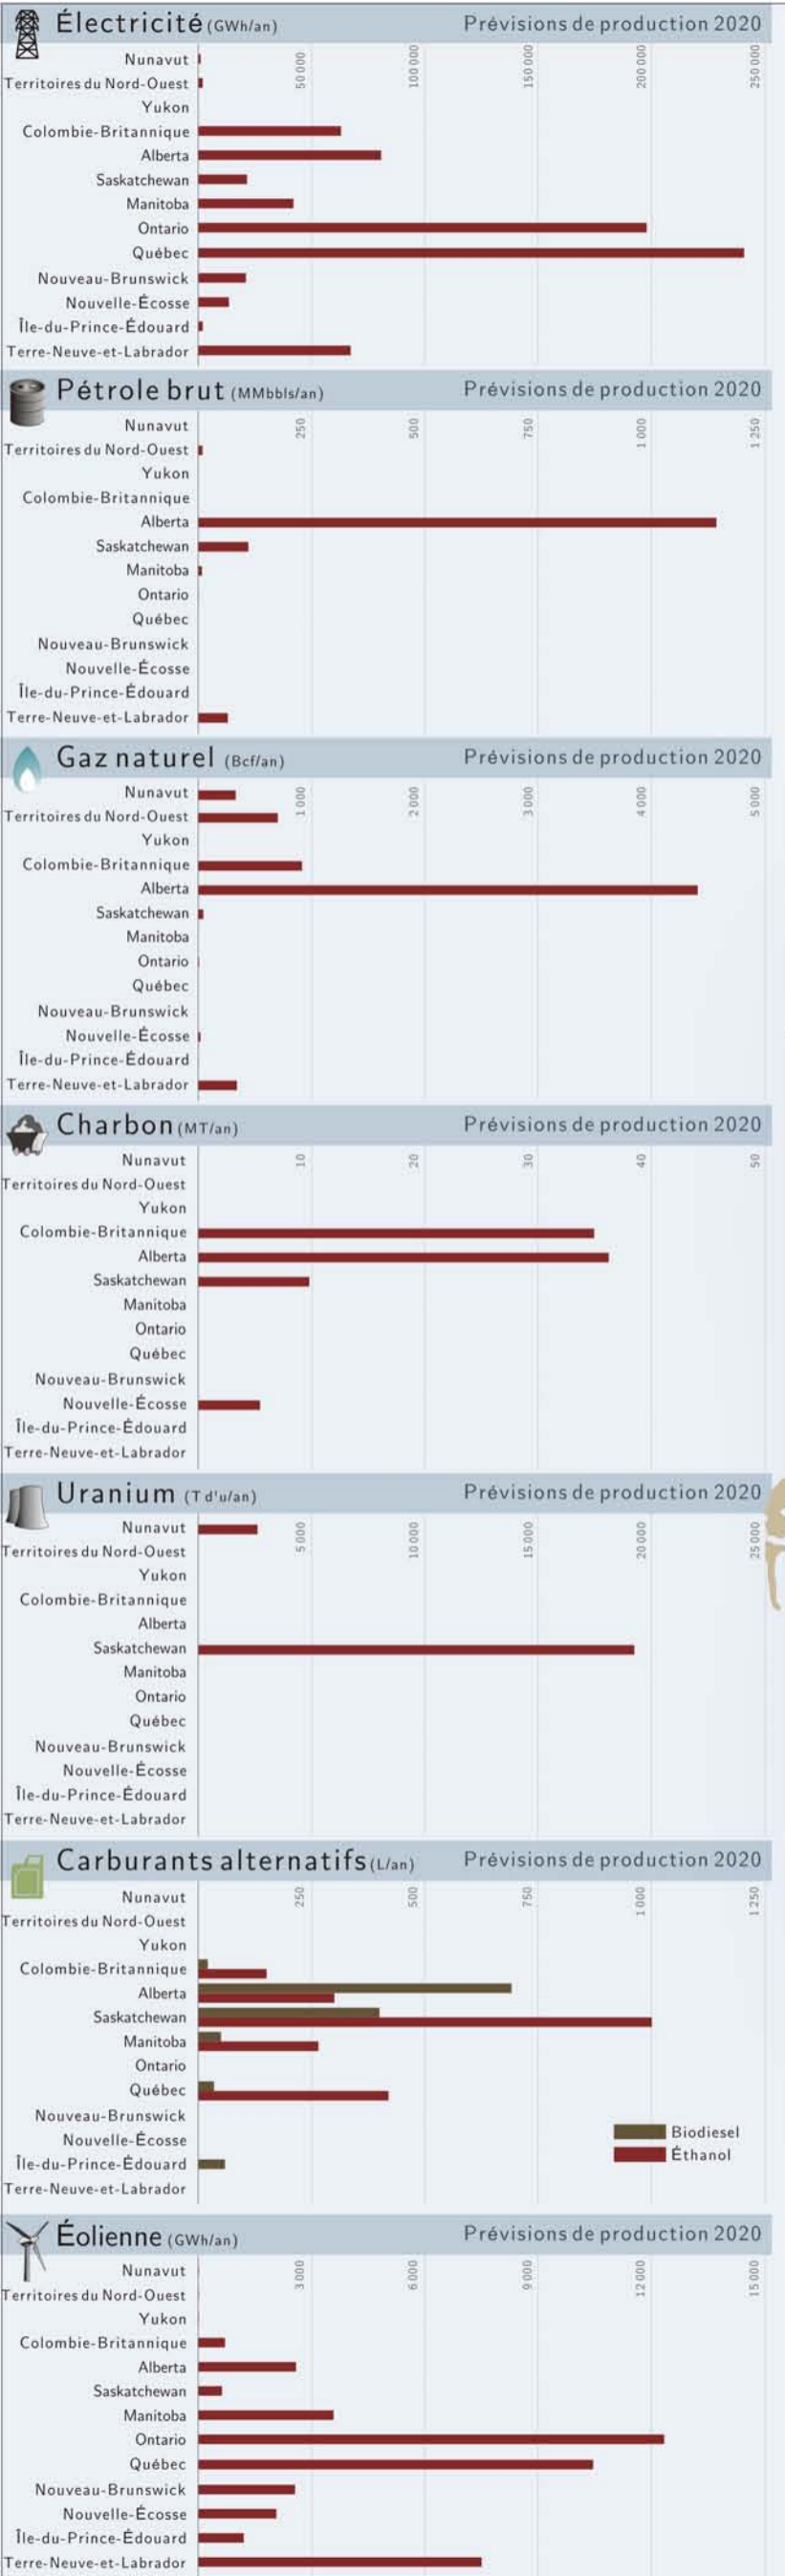 Électricité (GWh/an) Prévisions de production 2020
50 000 100 000 150 000 200 000 250 000
Nunavut
Territoires du Nord-Ouest
Yukon
Colombie-Britannique
Alberta
Saskatchewan
Manitoba
Ontario
Québec
Nouveau-Brunswick
Nouvelle-Écosse
Île-du-Prince-Édouard
Terre-Neuve-et-Labrador
Pétrole brut (MMbbls/an) Prévisions de production 2020
250 500 750 1 000 1 250
Nunavut
Territoires du Nord-Ouest
Yukon
Colombie-Britannique
Alberta
Saskatchewan
Manitoba
Ontario
Québec
Nouveau-Brunswick
Nouvelle-Écosse
Île-du-Prince-Édouard
Terre-Neuve-et-Labrador
Gaz naturel (Bcf/an) Prévisions de production 2020
1 000 2 000 3 000 4 000 5 000
Nunavut
Territoires du Nord-Ouest
Yukon
Colombie-Britannique
Alberta
Saskatchewan
Manitoba
Ontario
Québec
Nouveau-Brunswick
Nouvelle-Écosse
Île-du-Prince-Édouard
Terre-Neuve-et-Labrador
Charbon (MT/an) Prévisions de production 2020
10 20 30 40 50
Nunavut
Territoires du Nord-Ouest
Yukon
Colombie-Britannique
Alberta
Saskatchewan
Manitoba
Ontario
Québec
Nouveau-Brunswick
Nouvelle-Écosse
Île-du-Prince-Édouard
Terre-Neuve-et-Labrador
Uranium (T d'u/an) Prévisions de production 2020
5 000 10 000 15 000 20 000 25 000
Nunavut
Territoires du Nord-Ouest
Yukon
Colombie-Britannique
Alberta
Saskatchewan
Manitoba
Ontario
Québec
Nouveau-Brunswick
Nouvelle-Écosse
Île-du-Prince-Édouard
Terre-Neuve-et-Labrador
Carburants alternatifs (L/an) Prévisions de production 2020
250 500 750 1 000 1 250
Nunavut
Territoires du Nord-Ouest
Yukon
Colombie-Britannique
Alberta
Saskatchewan
Manitoba
Ontario
Québec
Nouveau-Brunswick
Biodiesel
Nouvelle-Écosse
Éthanol
Île-du-Prince-Édouard
Terre-Neuve-et-Labrador
Éolienne (GWh/an) Prévisions de production 2020
3 000 6 000 9 000 12 000 15 000
Nunavut
Territoires du Nord-Ouest
Yukon
Colombie-Britannique
Alberta
Saskatchewan
Manitoba
Ontario
Québec
Nouveau-Brunswick
Nouvelle-Écosse
Île-du-Prince-Édouard
Terre-Neuve-et-Labrador